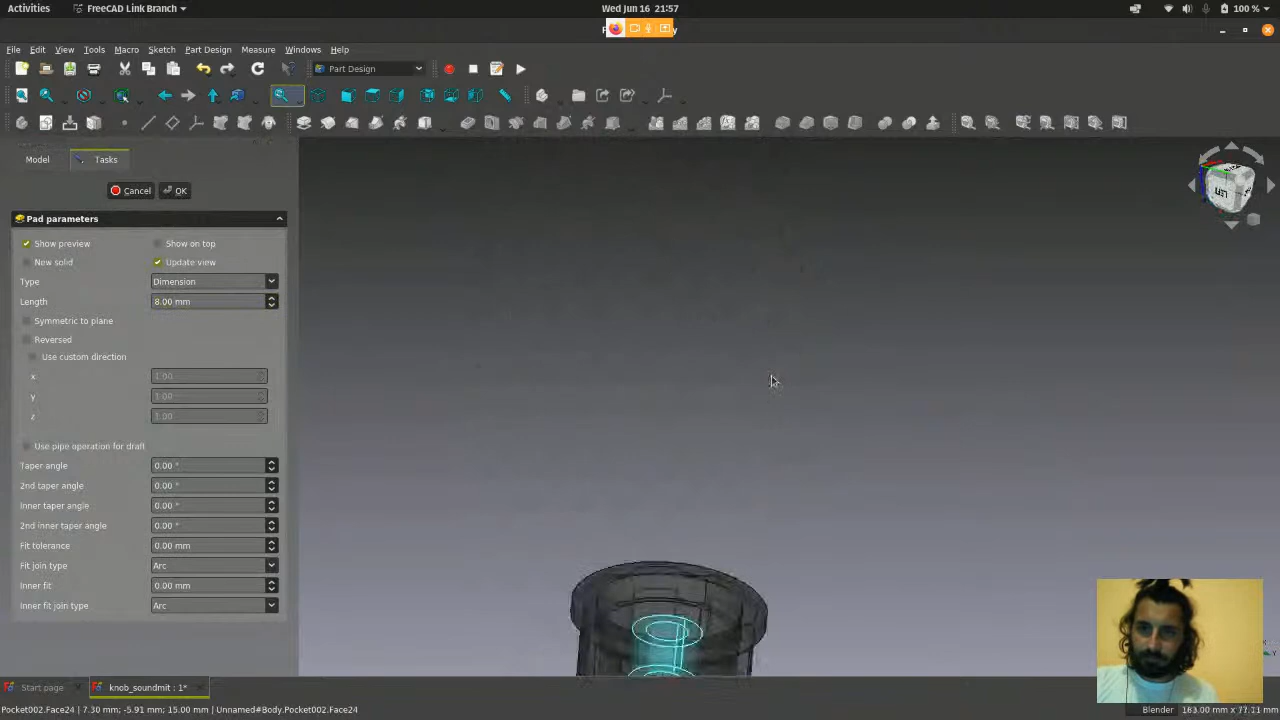 Activities FreeCAD Link Branch Wed Jun 16 21:57 100 %
File Edit View Tools Macro Sketch Part Design Measure Windows Help
Part Design
Model Tasks
Cancel OK
Pad parameters
Show preview Show on top
New solid Update view
Type Dimension
Length 8.00 mm
Symmetric to plane
Reversed
Use custom direction
x 1.00
y 1.00
z 1.00
Use pipe operation for draft
Taper angle 0.00 °
2nd taper angle 0.00 °
Inner taper angle 0.00 °
2nd inner taper angle 0.00 °
Fit tolerance 0.00 mm
Fit join type Arc
Inner fit 0.00 mm
Inner fit join type Arc
Start page knob_soundmit : 1*
Pocket002.Face24 | 7.30 mm; -5.91 mm; 15.00 mm | Unnamed#Body.Pocket002.Face24 Blender 183.00 mm x 77.11 mm